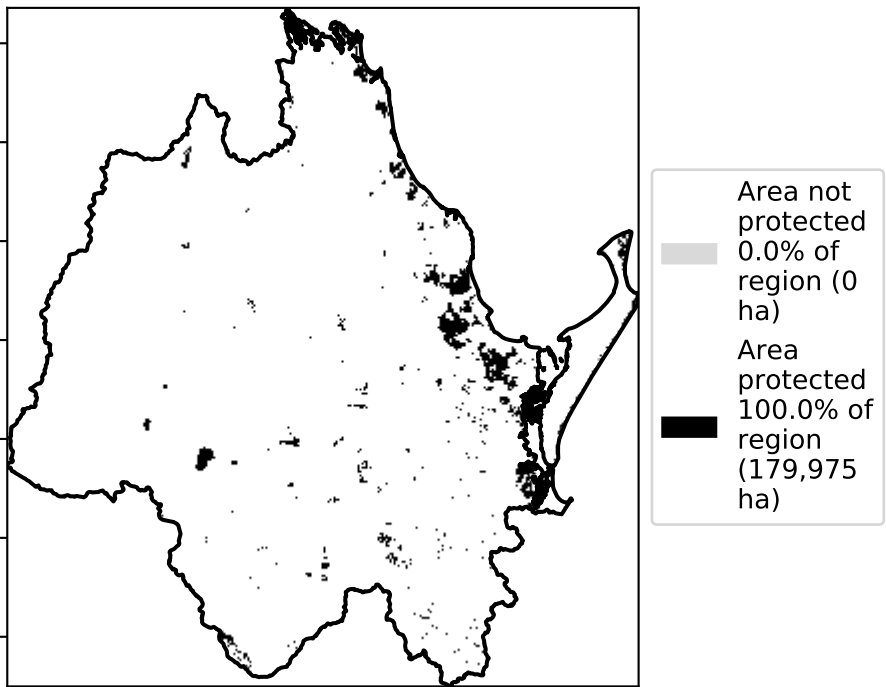 Area not
protected
0.0% of
region (0
ha)
Area
protected
100.0% of
region
(179,975
ha)